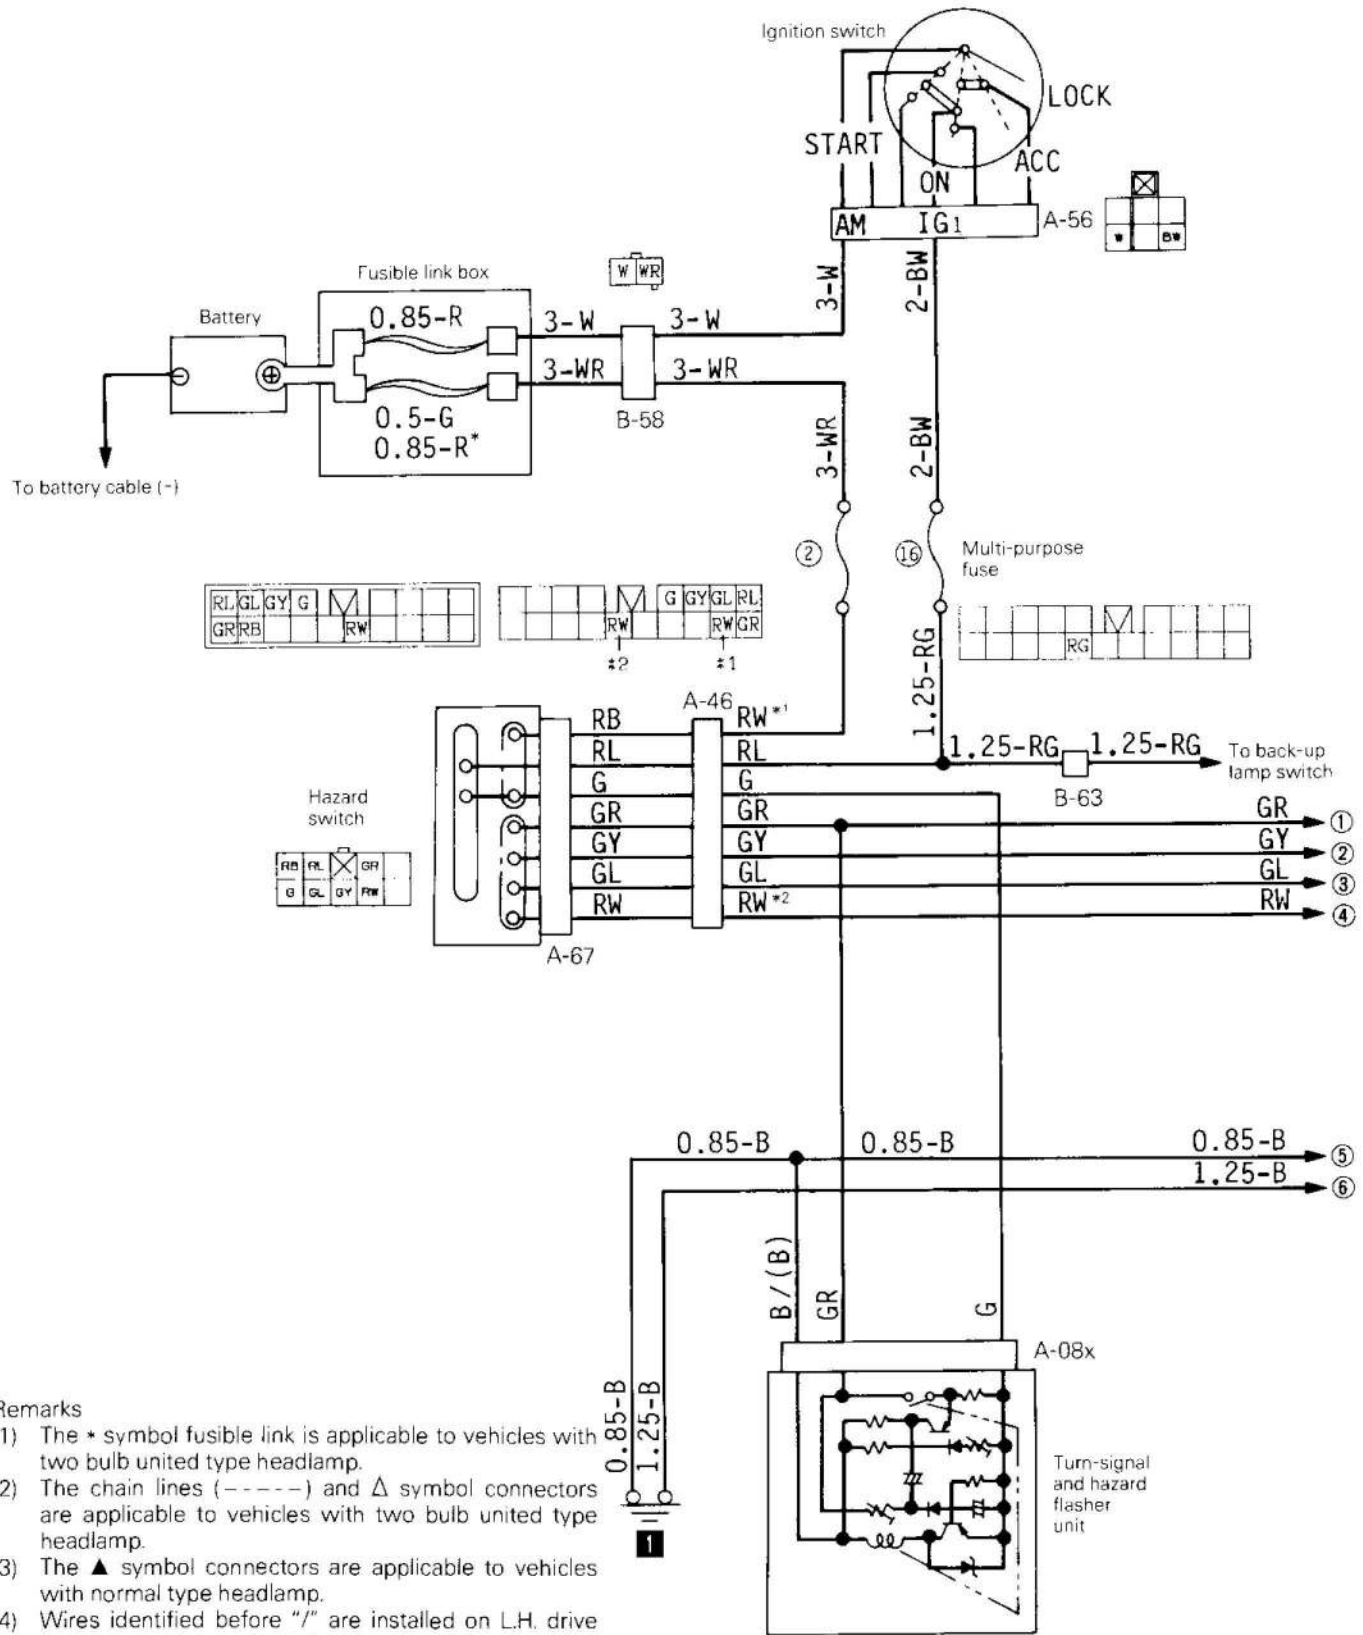 Ignition switch
LOCK
START
ACC
ON
AM IG1 A-56
W BW
W WR
Fusible link box
Battery
0.85-R
3-W 3-W
3-WR 3-WR
0.5-G
0.85-R*
B-58
3-W
2-BW
3-WR
2-BW
To battery cable (-)
② ⑯ Multi-purpose
fuse
RL GL GY G
GR RB RW
G GY GL RL
RW RW GR
*2 *1
RG
1.25-RG
A-46
RB RW*1
RL RL
G G
GR GR
GY GY
GL GL
RW RW*2
1.25-RG 1.25-RG
To back-up
lamp switch
B-63
Hazard
switch
RB RL GR
G GL GY RW
A-67
GR ①
GY ②
GL ③
RW ④
0.85-B 0.85-B 0.85-B ⑤
1.25-B ⑥
B/(B)
GR
G
A-08x
0.85-B
1.25-B
1
Turn-signal
and hazard
flasher
unit
Remarks
1) The * symbol fusible link is applicable to vehicles with
two bulb united type headlamp.
2) The chain lines (-----) and Δ symbol connectors
are applicable to vehicles with two bulb united type
headlamp.
3) The ▲ symbol connectors are applicable to vehicles
with normal type headlamp.
4) Wires identified before "/" are installed on L.H. drive